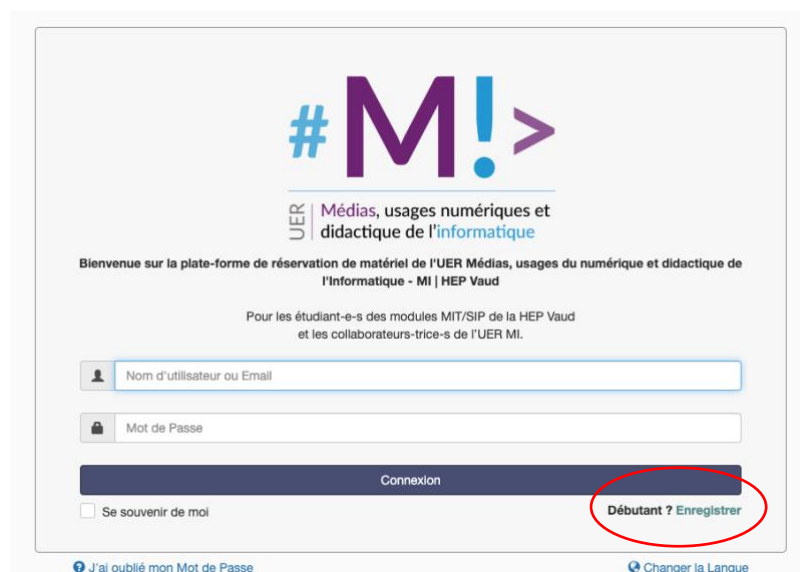 #M!>
UER
Médias, usages numériques et
didactique de l'informatique
Bienvenue sur la plate-forme de réservation de matériel de l'UER Médias, usages du numérique et didactique de
l'Informatique - MI | HEP Vaud
Pour les étudiant-e-s des modules MIT/SIP de la HEP Vaud
et les collaborateurs-trice-s de l'UER MI.
Nom d'utilisateur ou Email
Mot de Passe
Connexion
Se souvenir de moi
Débutant ? Enregistrer
J'ai oublié mon Mot de Passe
Changer la Langue